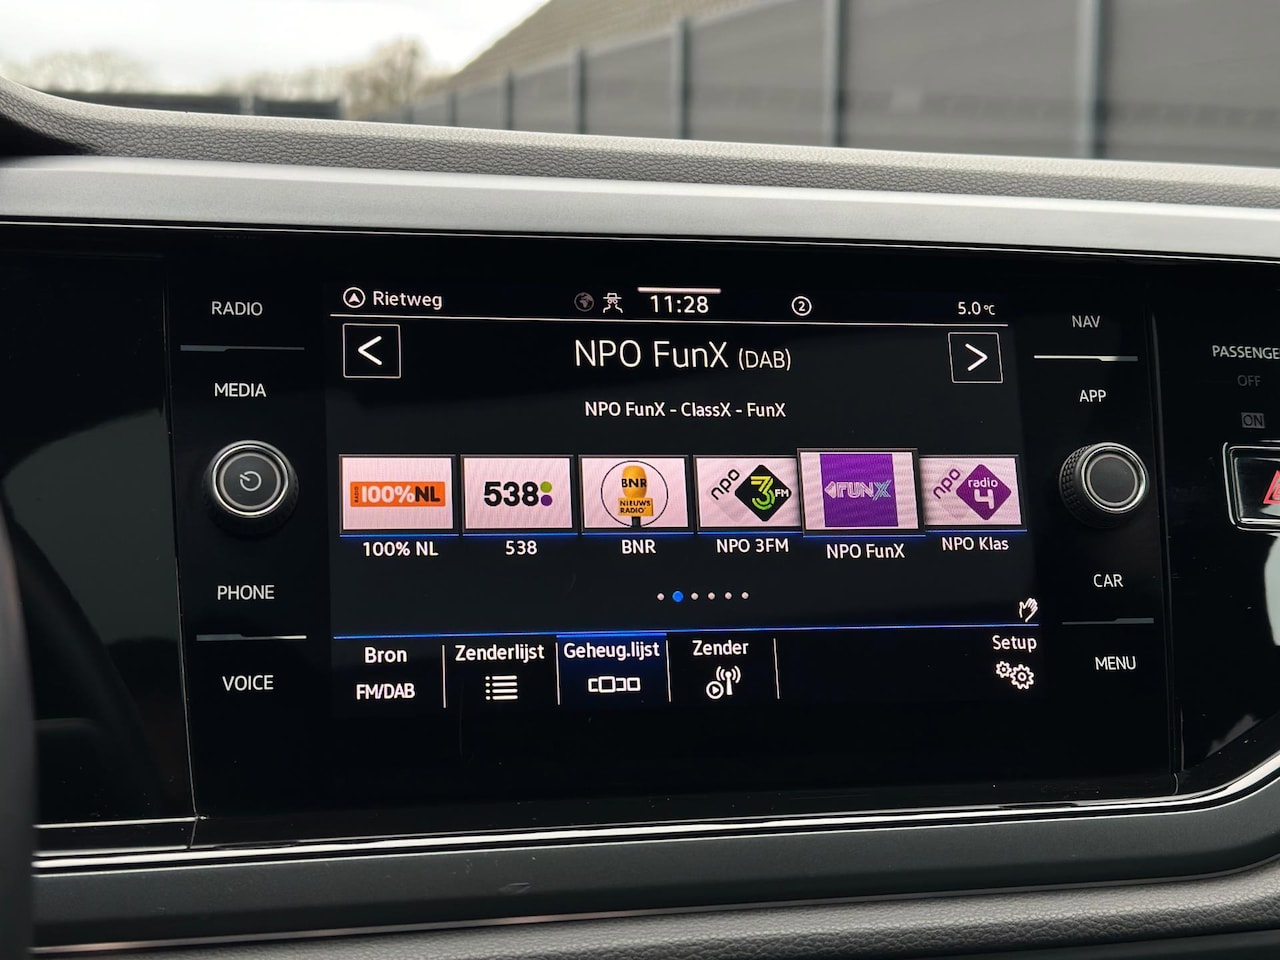 RADIO
MEDIA
PHONE
VOICE
Rietweg
11:28
2
5.0°C
NPO FunX (DAB)
NPO FunX - ClassX - FunX
RADIO 100%NL
538
BNR
NIEUWS
RADIO
npo
3FM
FUNX
npo
radio
4
100% NL
538
BNR
NPO 3FM
NPO FunX
NPO Klas
Bron
FM/DAB
Zenderlijst
Geheug.lijst
Zender
Setup
NAV
APP
CAR
MENU
PASSENGE
OFF
ON